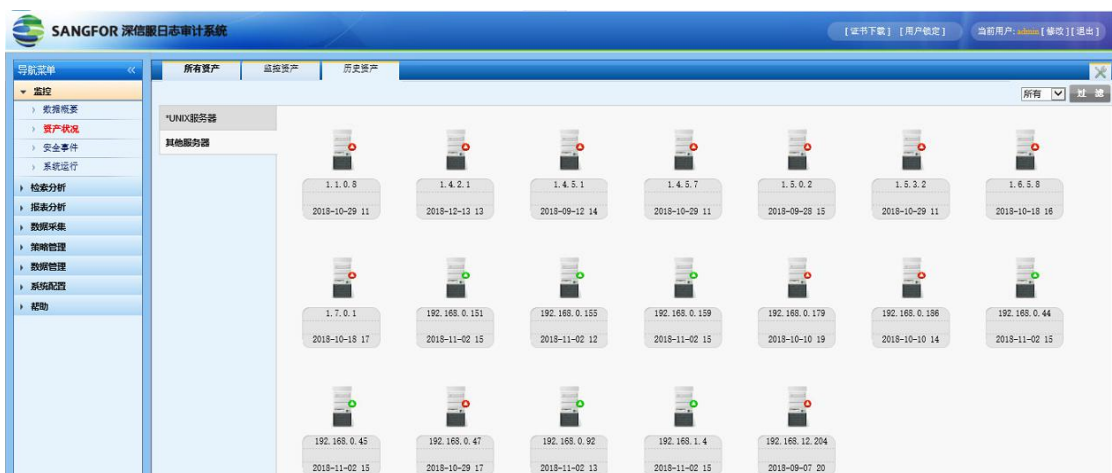 SANGFOR 深信服日志审计系统
[证书下载] [用户锁定]
当前用户: admin [修改][退出]
导航菜单 «
所有资产 监控资产 历史资产
监控
所有 过 滤
数据概要
资产状况
安全事件
系统运行
检索分析
报表分析
数据采集
策略管理
数据管理
系统配置
帮助
*UNIX服务器
其他服务器
1.1.0.8 1.4.2.1 1.4.5.1 1.4.5.7 1.5.0.2 1.5.3.2 1.6.5.8
2018-10-29 11 2018-12-13 13 2018-09-12 14 2018-10-29 11 2018-09-28 15 2018-10-29 11 2018-10-18 16
1.7.0.1 192.168.0.151 192.168.0.155 192.168.0.159 192.168.0.179 192.168.0.186 192.168.0.44
2018-10-18 17 2018-11-02 15 2018-11-02 12 2018-11-02 15 2018-10-10 19 2018-10-10 14 2018-11-02 15
192.168.0.45 192.168.0.47 192.168.0.92 192.168.1.4 192.168.12.204
2018-11-02 15 2018-10-29 17 2018-11-02 13 2018-11-02 15 2018-09-07 20